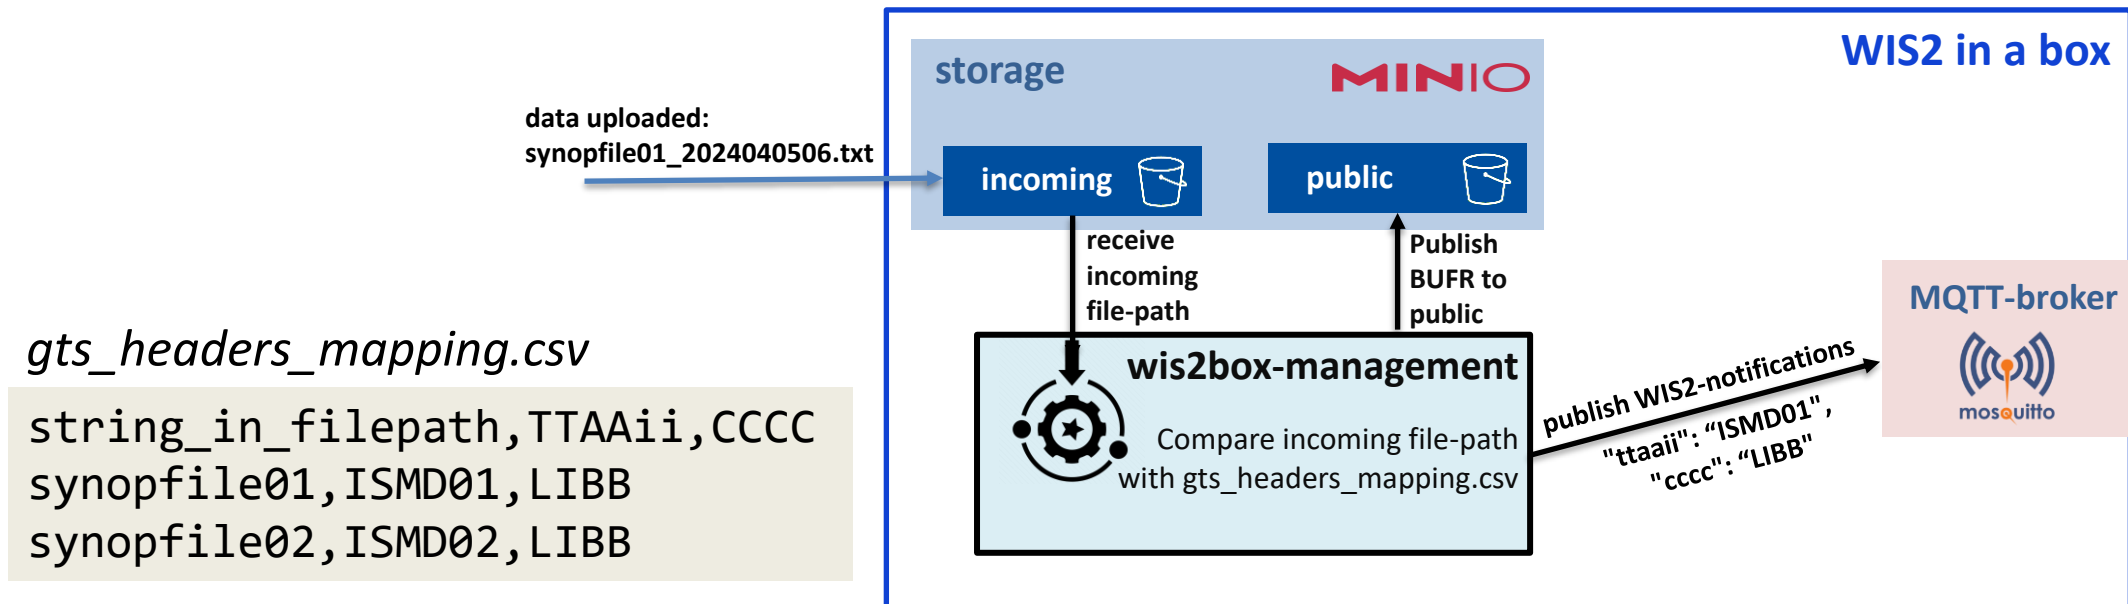 WIS2 in a box
storage
MINIO
data uploaded:
synopfile01_2024040506.txt
incoming
public
receive
incoming
file-path
Publish
BUFR to
public
MQTT-broker
mosquitto
gts_headers_mapping.csv
string_in_filepath,TTAAii,CCCC
synopfile01,ISMD01,LIBB
synopfile02,ISMD02,LIBB
wis2box-management
Compare incoming file-path
with gts_headers_mapping.csv
publish WIS2-notifications
"ttaaii": “ISMD01",
"cccc": “LIBB"